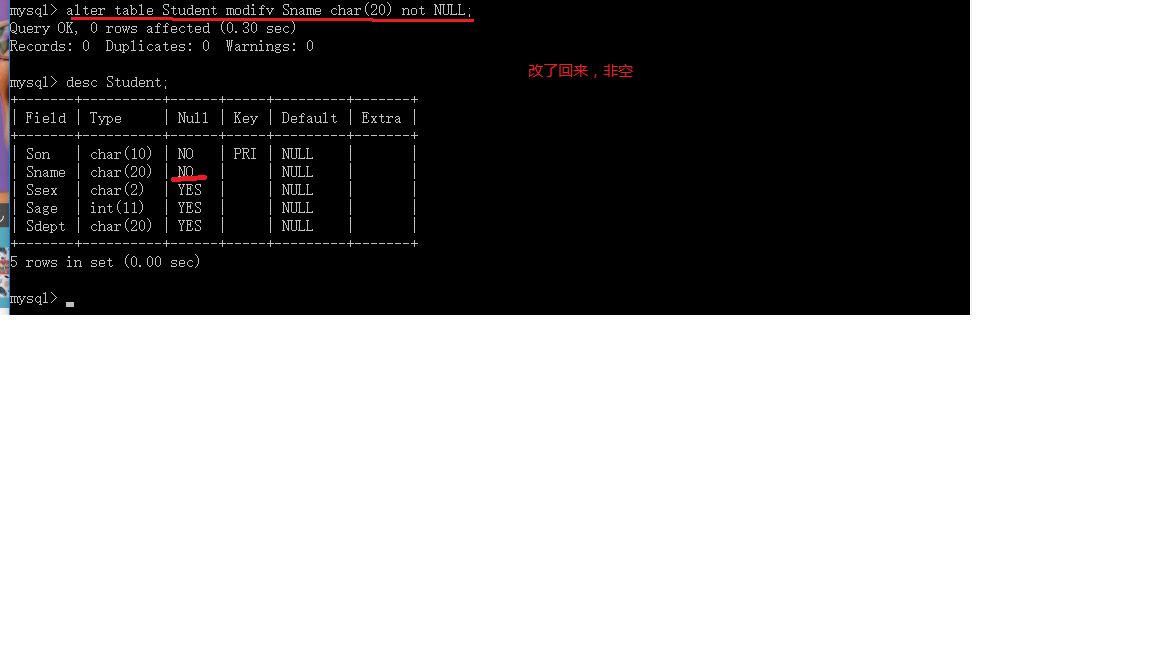 mysql> alter table Student modify Sname char(20) not NULL;
Query OK, 0 rows affected (0.30 sec)
Records: 0  Duplicates: 0  Warnings: 0
改了回来，非空
mysql> desc Student;
+-------+----------+------+-----+---------+-------+
| Field | Type     | Null | Key | Default | Extra |
+-------+----------+------+-----+---------+-------+
| Son   | char(10) | NO   | PRI | NULL    |       |
| Sname | char(20) | NO   |     | NULL    |       |
| Ssex  | char(2)  | YES  |     | NULL    |       |
| Sage  | int(11)  | YES  |     | NULL    |       |
| Sdept | char(20) | YES  |     | NULL    |       |
+-------+----------+------+-----+---------+-------+
5 rows in set (0.00 sec)
mysql>